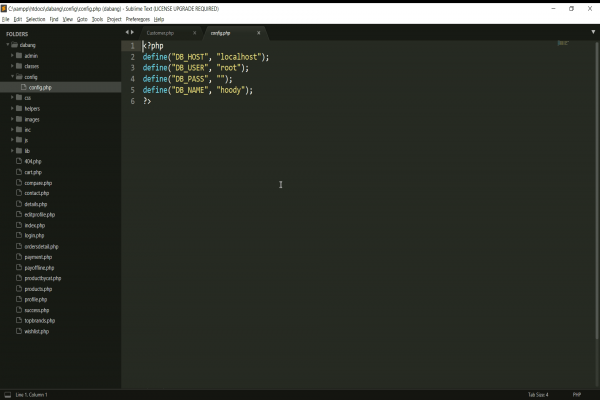 C:\xampp\htdocs\dabang\config\config.php (dabang) - Sublime Text (LICENSE UPGRADE REQUIRED)
File Edit Selection Find View Goto Tools Project Preferences Help
FOLDERS
dabang
admin
classes
config
config.php
css
helpers
images
inc
js
lib
404.php
cart.php
compare.php
contact.php
details.php
editprofile.php
index.php
login.php
ordersdetail.php
payment.php
payoffline.php
productbycat.php
products.php
profile.php
success.php
topbrands.php
wishlist.php
Customer.php × config.php ×
1 <?php
2 define("DB_HOST", "localhost");
3 define("DB_USER", "root");
4 define("DB_PASS", "");
5 define("DB_NAME", "hoody");
6 ?>
Line 1, Column 1 Tab Size: 4 PHP